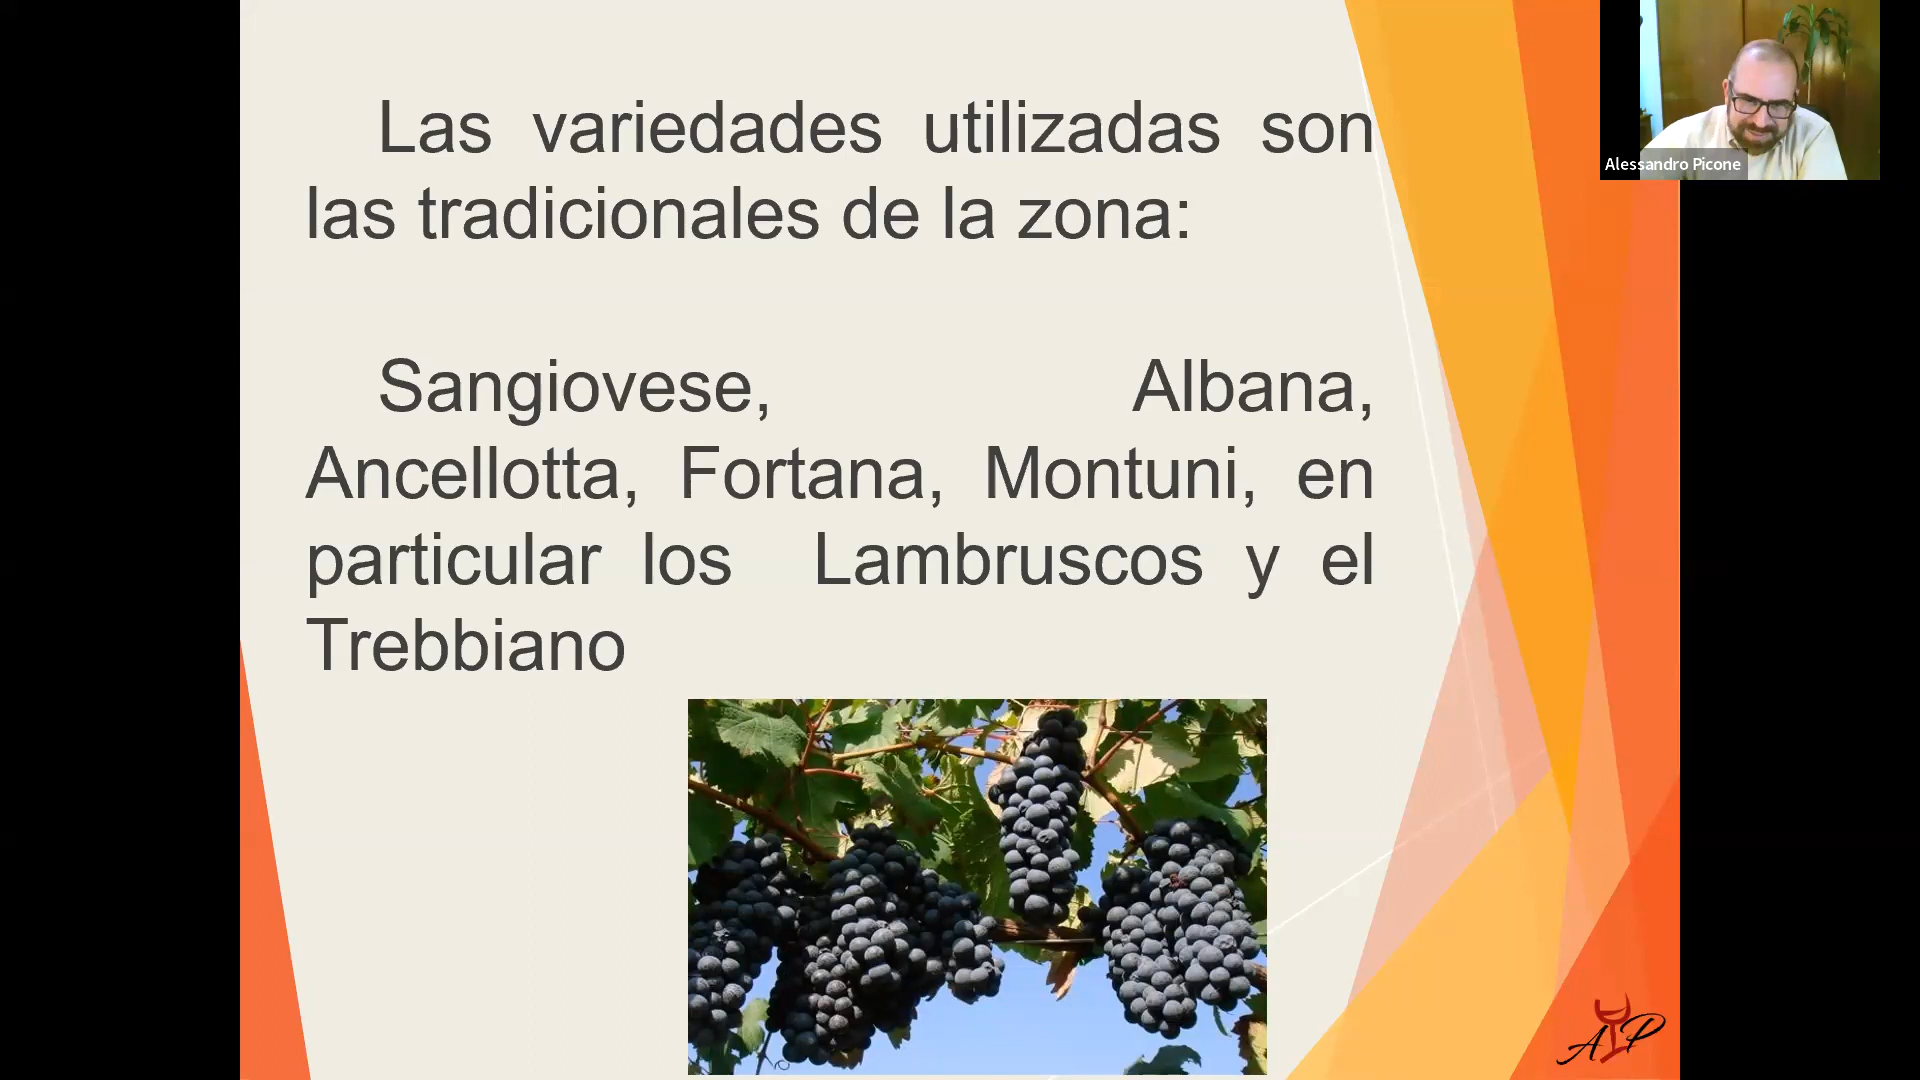 Las variedades utilizadas son
las tradicionales de la zona:
Sangiovese, Albana,
Ancellotta, Fortana, Montuni, en
particular los Lambruscos y el
Trebbiano
Alessandro Picone
AP